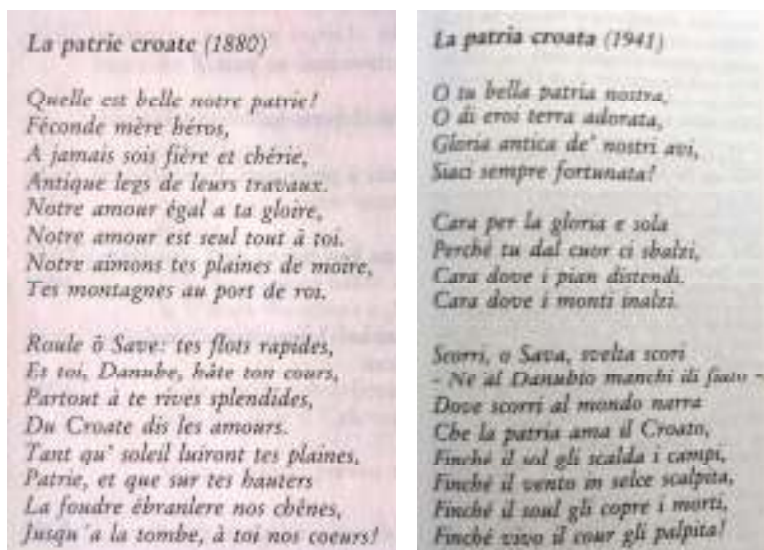 La patrie croate (1880)
Quelle est belle notre patrie!
Féconde mère héros,
A jamais sois fière et chérie,
Antique legs de leurs travaux.
Notre amour égal a ta gloire,
Notre amour est seul tout à toi.
Notre aimons tes plaines de moire,
Tes montagnes au port de roi.
Roule ô Save: tes flots rapides,
Et toi, Danube, hâte ton cours,
Partout à te rives splendides,
Du Croate dis les amours.
Tant qu' soleil luiront tes plaines,
Patrie, et que sur tes hauters
La foudre ébranlere nos chênes,
Jusqu'a la tombe, à toi nos coeurs!
La patria croata (1941)
O tu bella patria nostra,
O di eroi terra adorata,
Gloria antica de' nostri avi,
Siaci sempre fortunata!
Cara per la gloria e sola
Perché tu dal cuor ci sbalzi,
Cara dove i pian distendi.
Cara dove i monti inalzi.
Scorri, o Sava, svelta scori
- Ne al Danubio manchi di fiato -
Dove scorri al mondo narra
Che la patria ama il Croato,
Finché il sol gli scalda i campi,
Finché il vento in selce scalpita,
Finché il soul gli copre i morti,
Finché vivo il cour gli palpita!